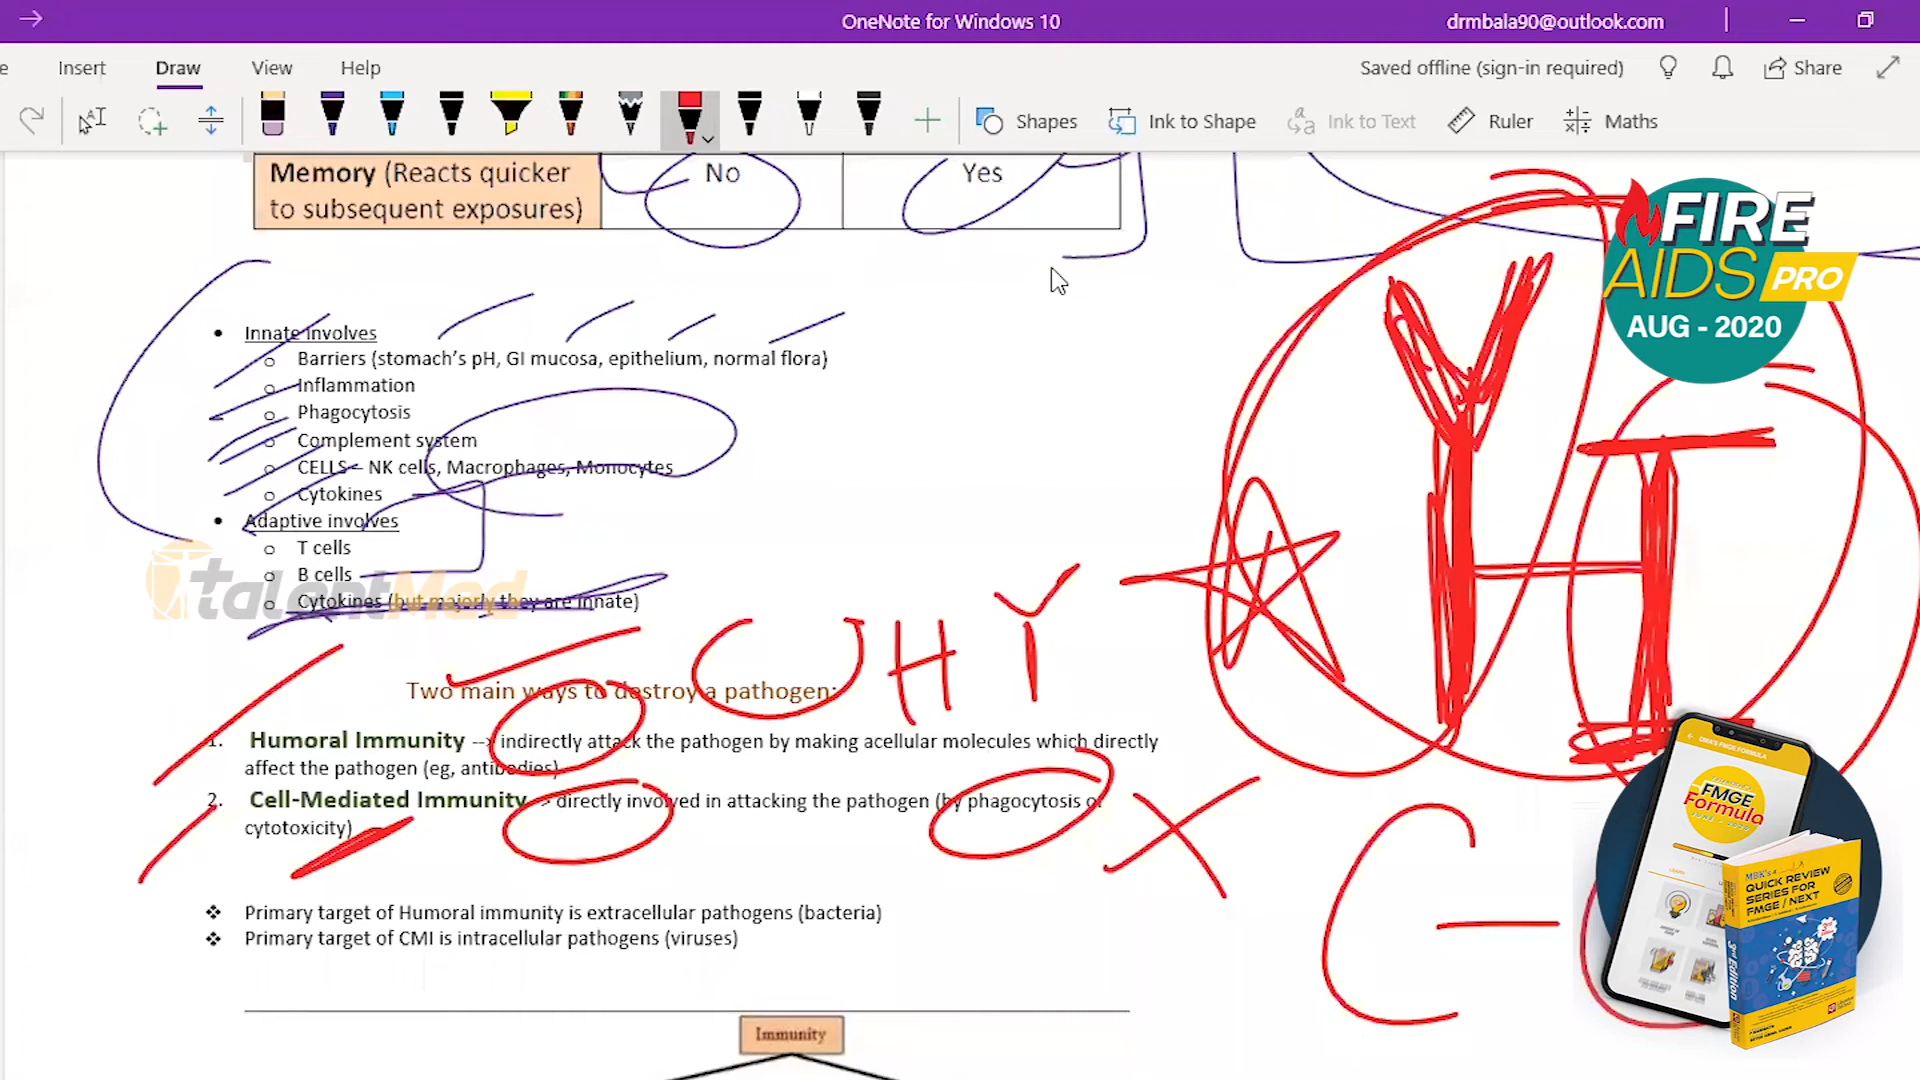 OneNote for Windows 10
drmbala90@outlook.com
Insert Draw View Help
Saved offline (sign-in required)
Share
Shapes Ink to Shape Ink to Text Ruler Maths
Memory (Reacts quicker to subsequent exposures) No Yes
FIRE
AIDS PRO
AUG - 2020
• Innate involves
o Barriers (stomach's pH, GI mucosa, epithelium, normal flora)
o Inflammation
o Phagocytosis
o Complement system
o CELLS – NK cells, Macrophages, Monocytes
o Cytokines
• Adaptive involves
o T cells
o B cells
o Cytokines (but majorly they are innate)
italentMed
Two main ways to destroy a pathogen:
1. Humoral Immunity --> indirectly attack the pathogen by making acellular molecules which directly
affect the pathogen (eg, antibodies)
2. Cell-Mediated Immunity -> directly involved in attacking the pathogen (by phagocytosis or
cytotoxicity)
❖ Primary target of Humoral immunity is extracellular pathogens (bacteria)
❖ Primary target of CMI is intracellular pathogens (viruses)
Immunity
FMGE
Formula
JUNE - 2020
MBK's
QUICK REVIEW
SERIES FOR
FMGE / NEXT
3rd Edition